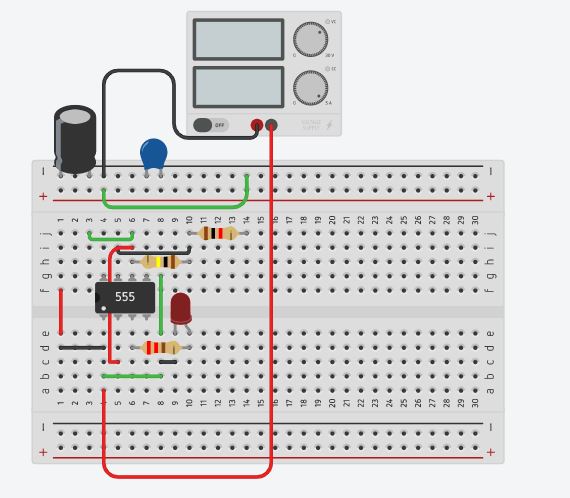 VC
0 30 V
CC
0 5 A
OFF
VOLTAGE
SUPPLY
− −
+ +
1 2 3 4 5 6 7 8 9 10 11 12 13 14 15 16 17 18 19 20 21 22 23 24 25 26 27 28 29 30
j j
i i
h h
g g
f f
555
e e
d d
c c
b b
a a
1 2 3 4 5 6 7 8 9 10 11 12 13 14 15 16 17 18 19 20 21 22 23 24 25 26 27 28 29 30
− −
+ +